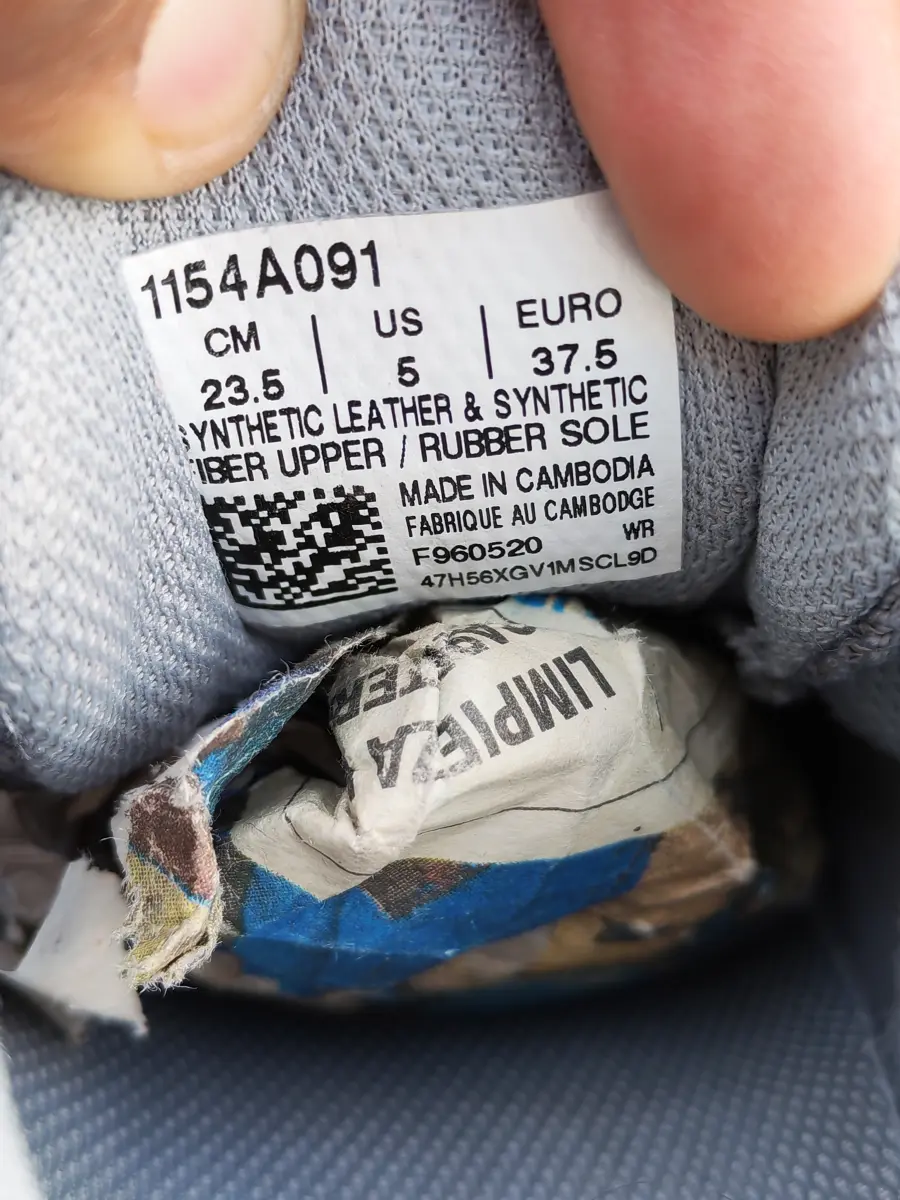 1154A091
CM | US | EURO
23.5 | 5 | 37.5
SYNTHETIC LEATHER & SYNTHETIC
FIBER UPPER / RUBBER SOLE
MADE IN CAMBODIA
FABRIQUE AU CAMBODGE
F960520 WR
47H56XGV1MSCL9D
LIMPIEZA